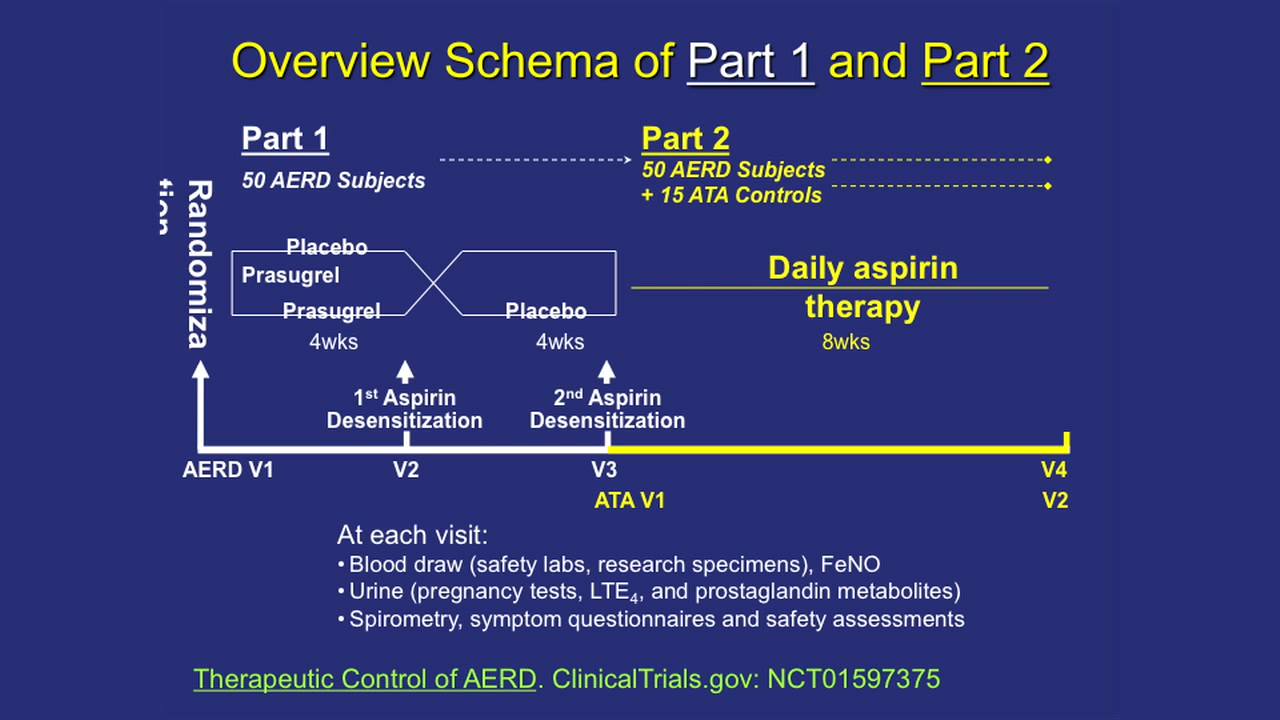 Overview Schema of Part 1 and Part 2
Part 1
50 AERD Subjects
Part 2
50 AERD Subjects
+ 15 ATA Controls
Randomiza
tion
Placebo
Prasugrel
Prasugrel
Placebo
4wks
4wks
Daily aspirin
therapy
8wks
1st Aspirin
Desensitization
2nd Aspirin
Desensitization
AERD V1
V2
V3
V4
ATA V1
V2
At each visit:
• Blood draw (safety labs, research specimens), FeNO
• Urine (pregnancy tests, LTE4, and prostaglandin metabolites)
• Spirometry, symptom questionnaires and safety assessments
Therapeutic Control of AERD. ClinicalTrials.gov: NCT01597375